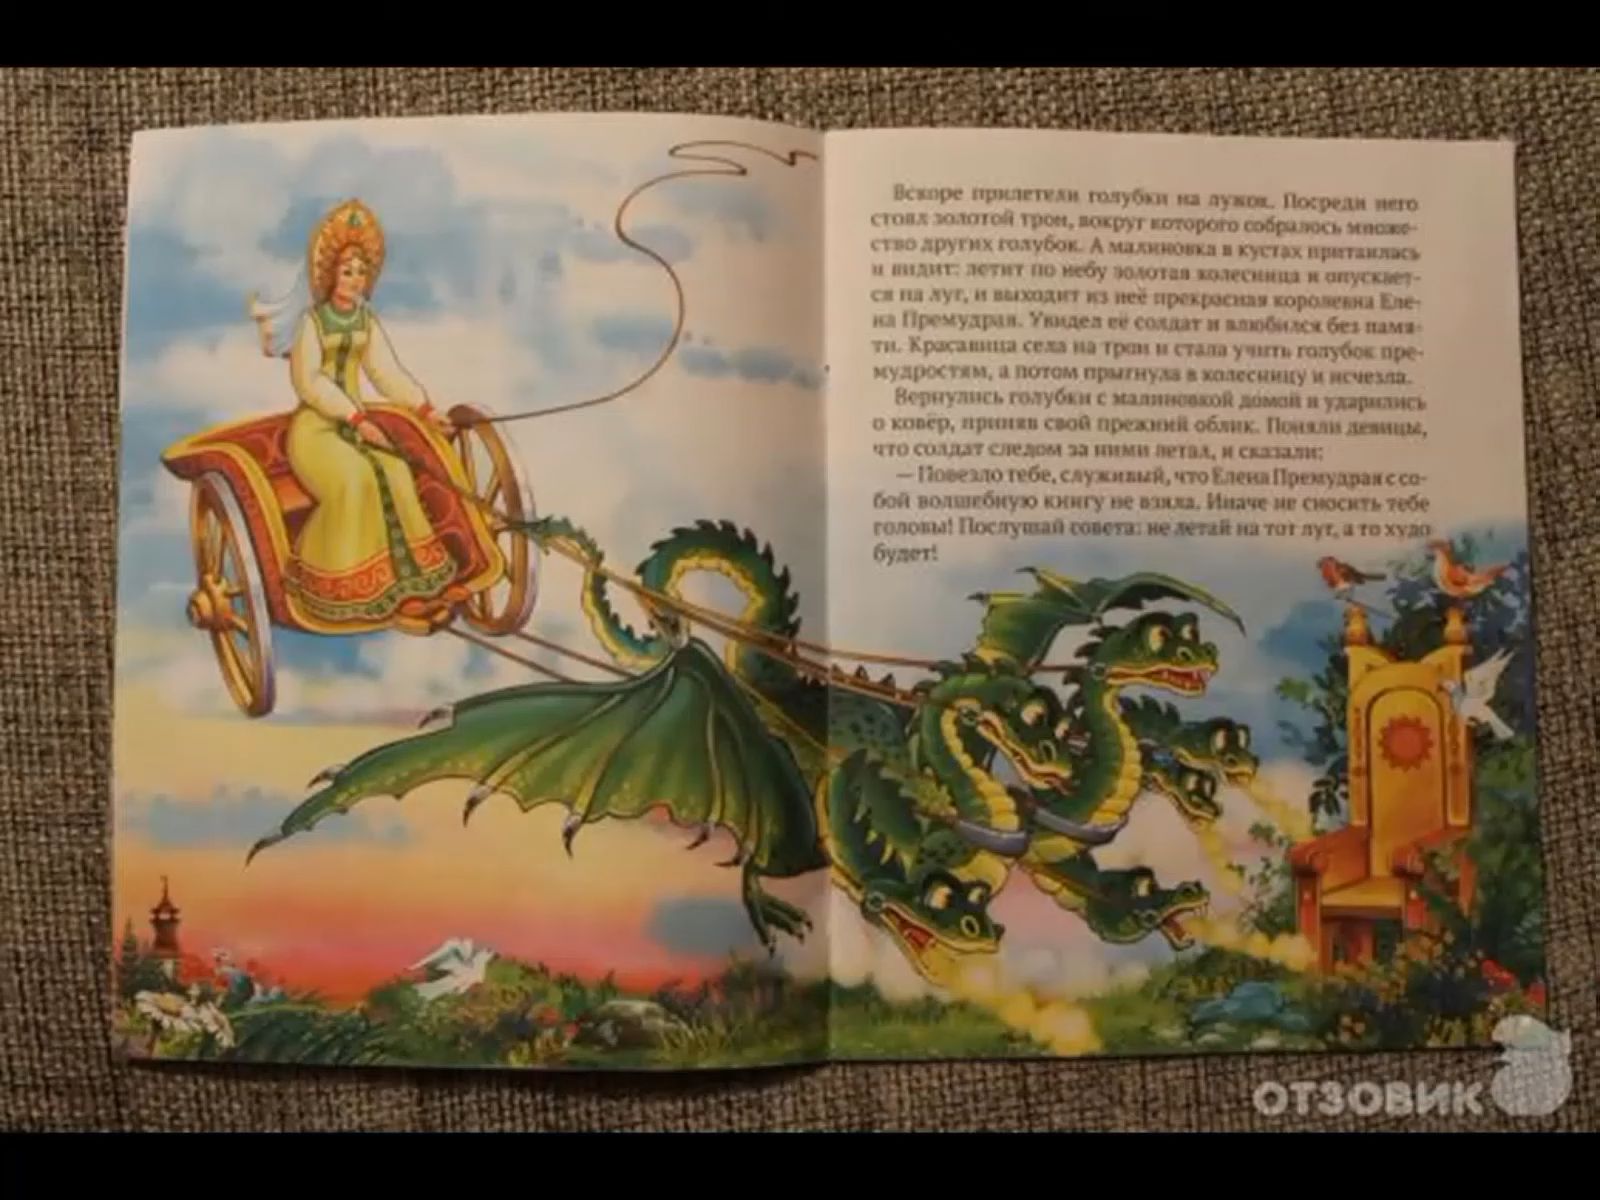 Вскоре прилетели голубки на лужок. Посреди него
стоял золотой трон, вокруг которого собралось множе-
ство других голубок. А малиновка в кустах притаилась
и видит: летит по небу золотая колесница и опускает-
ся на луг, и выходит из неё прекрасная королевна Еле-
на Премудрая. Увидел её солдат и влюбился без памя-
ти. Красавица села на трон и стала учить голубок пре-
мудростям, а потом прыгнула в колесницу и исчезла.
Вернулись голубки с малиновкой домой и ударились
о ковёр, приняв свой прежний облик. Поняли девицы,
что солдат следом за ними летал, и сказали:
— Повезло тебе, служивый, что Елена Премудрая с со-
бой волшебную книгу не взяла. Иначе не сносить тебе
головы! Послушай совета: не летай на тот луг, а то худо
будет!
ОТЗОВИК